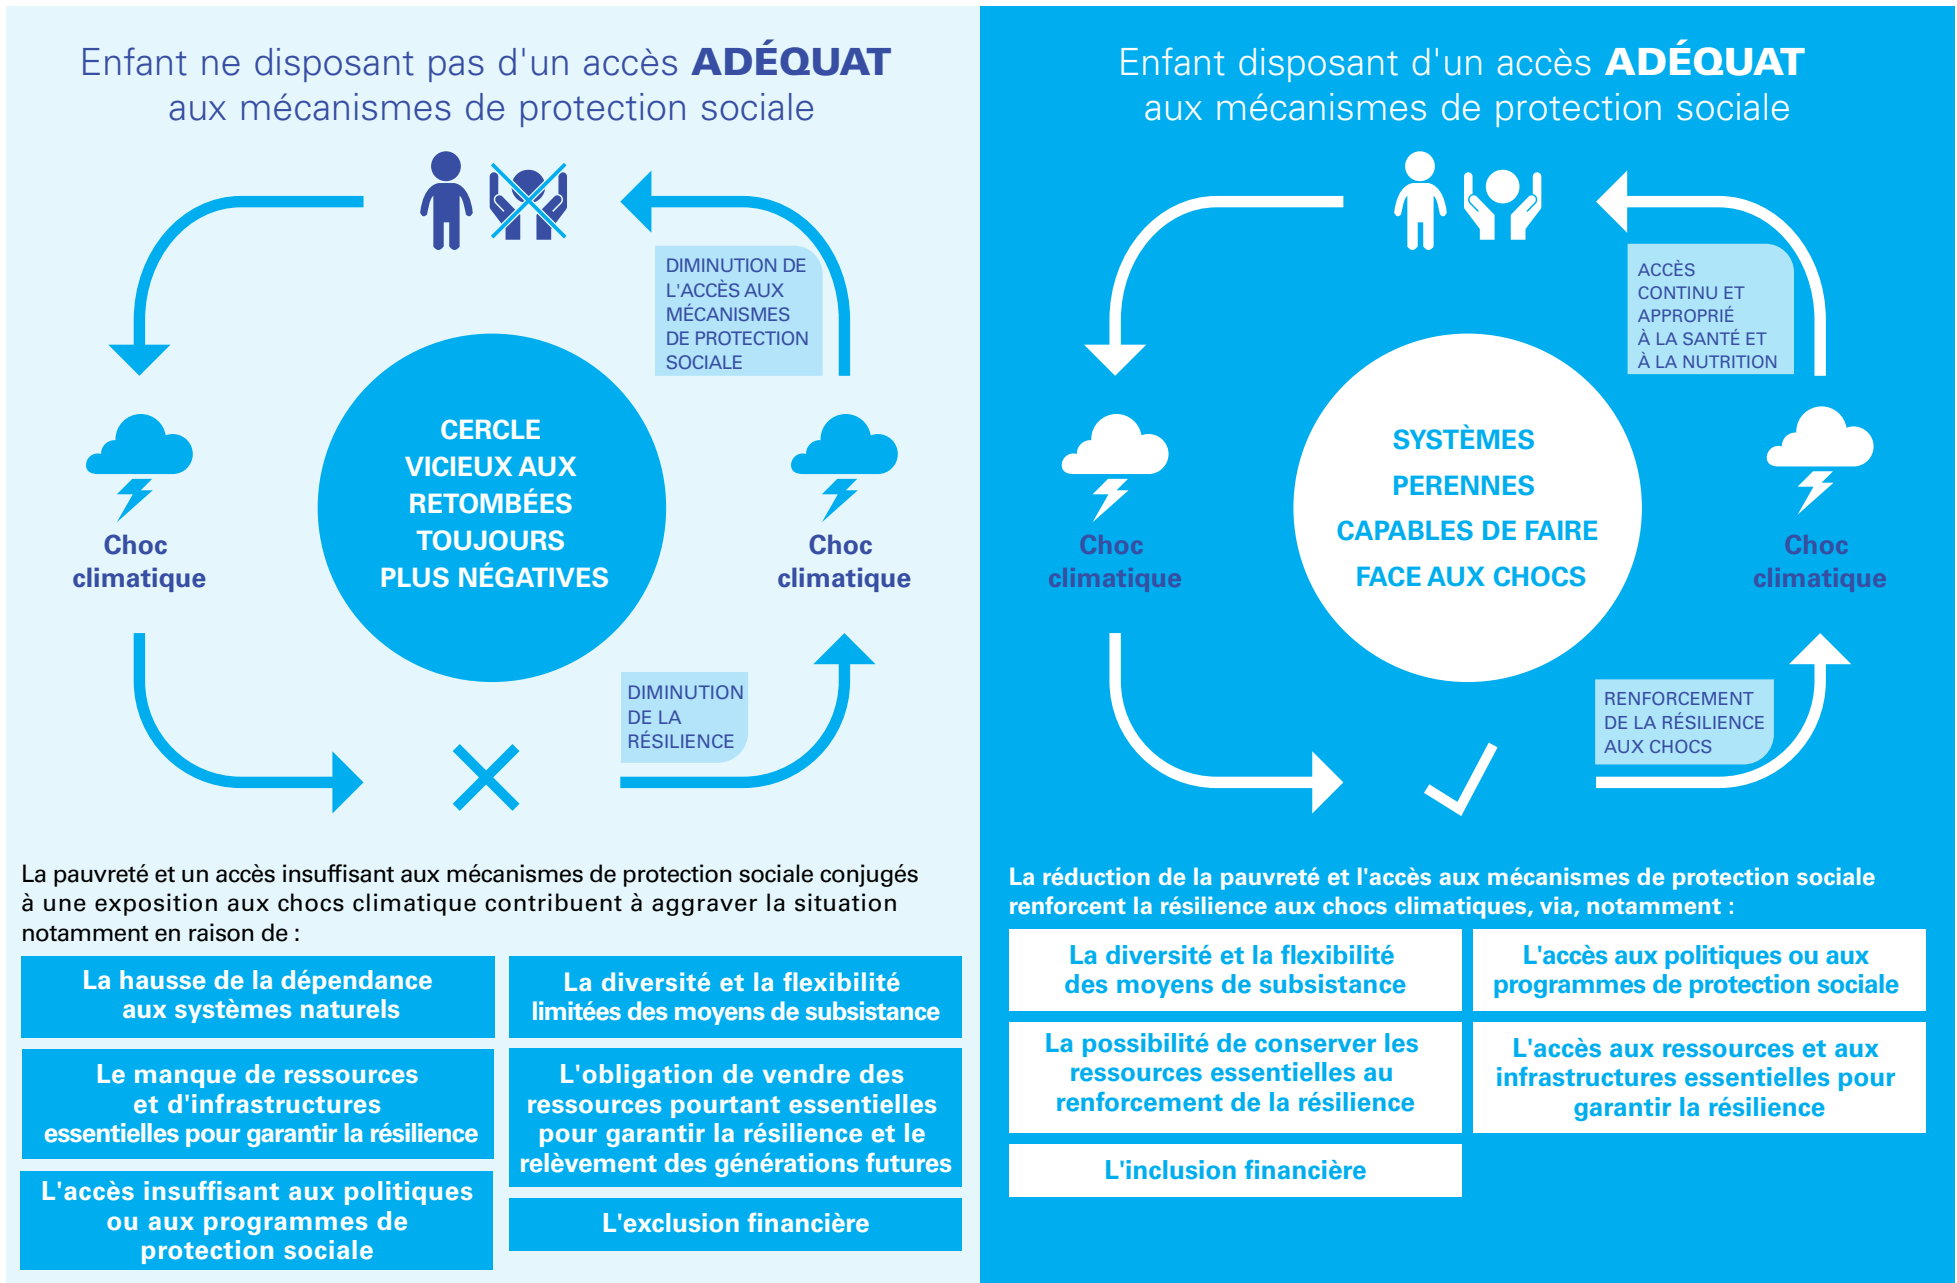 Enfant ne disposant pas d'un accès ADÉQUAT
aux mécanismes de protection sociale
DIMINUTION DE
L'ACCÈS AUX
MÉCANISMES
DE PROTECTION
SOCIALE
CERCLE
VICIEUX AUX
RETOMBÉES
TOUJOURS
PLUS NÉGATIVES
Choc
climatique
Choc
climatique
DIMINUTION
DE LA
RÉSILIENCE
La pauvreté et un accès insuffisant aux mécanismes de protection sociale conjugés
à une exposition aux chocs climatique contribuent à aggraver la situation
notamment en raison de :
La hausse de la dépendance
aux systèmes naturels
La diversité et la flexibilité
limitées des moyens de subsistance
Le manque de ressources
et d'infrastructures
essentielles pour garantir la résilience
L'obligation de vendre des
ressources pourtant essentielles
pour garantir la résilience et le
relèvement des générations futures
L'accès insuffisant aux politiques
ou aux programmes de
protection sociale
L'exclusion financière
Enfant disposant d'un accès ADÉQUAT
aux mécanismes de protection sociale
ACCÈS
CONTINU ET
APPROPRIÉ
À LA SANTÉ ET
À LA NUTRITION
SYSTÈMES
PERENNES
CAPABLES DE FAIRE
FACE AUX CHOCS
Choc
climatique
Choc
climatique
RENFORCEMENT
DE LA RÉSILIENCE
AUX CHOCS
La réduction de la pauvreté et l'accès aux mécanismes de protection sociale
renforcent la résilience aux chocs climatiques, via, notamment :
La diversité et la flexibilité
des moyens de subsistance
L'accès aux politiques ou aux
programmes de protection sociale
La possibilité de conserver les
ressources essentielles au
renforcement de la résilience
L'accès aux ressources et aux
infrastructures essentielles pour
garantir la résilience
L'inclusion financière